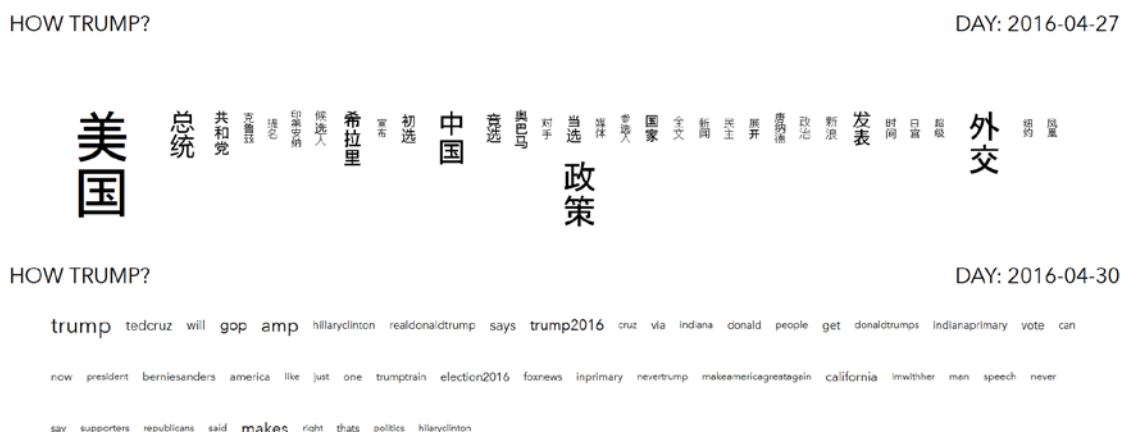 HOW TRUMP? DAY: 2016-04-27
美国 总统 共和党 克鲁兹 提名 印第安纳 候选人 希拉里 宣布 初选 中国 竞选 奥巴马 对手 当选 媒体 参选人 国家 全文 新闻 民主 展开 唐纳德 政治 新浪 发表 时间 白宫 超级 外交 纽约 凤凰
政策
HOW TRUMP? DAY: 2016-04-30
trump tedcruz will gop amp hillaryclinton realdonaldtrump says trump2016 cruz via indiana donald people get donaldtrumps indianaprimary vote can
now president berniesanders america like just one trumptrain election2016 foxnews inprimary nevertrump makeamericagreatagain california imwithher man speech never
say supporters republicans said makes right thats politics hilaryclinton